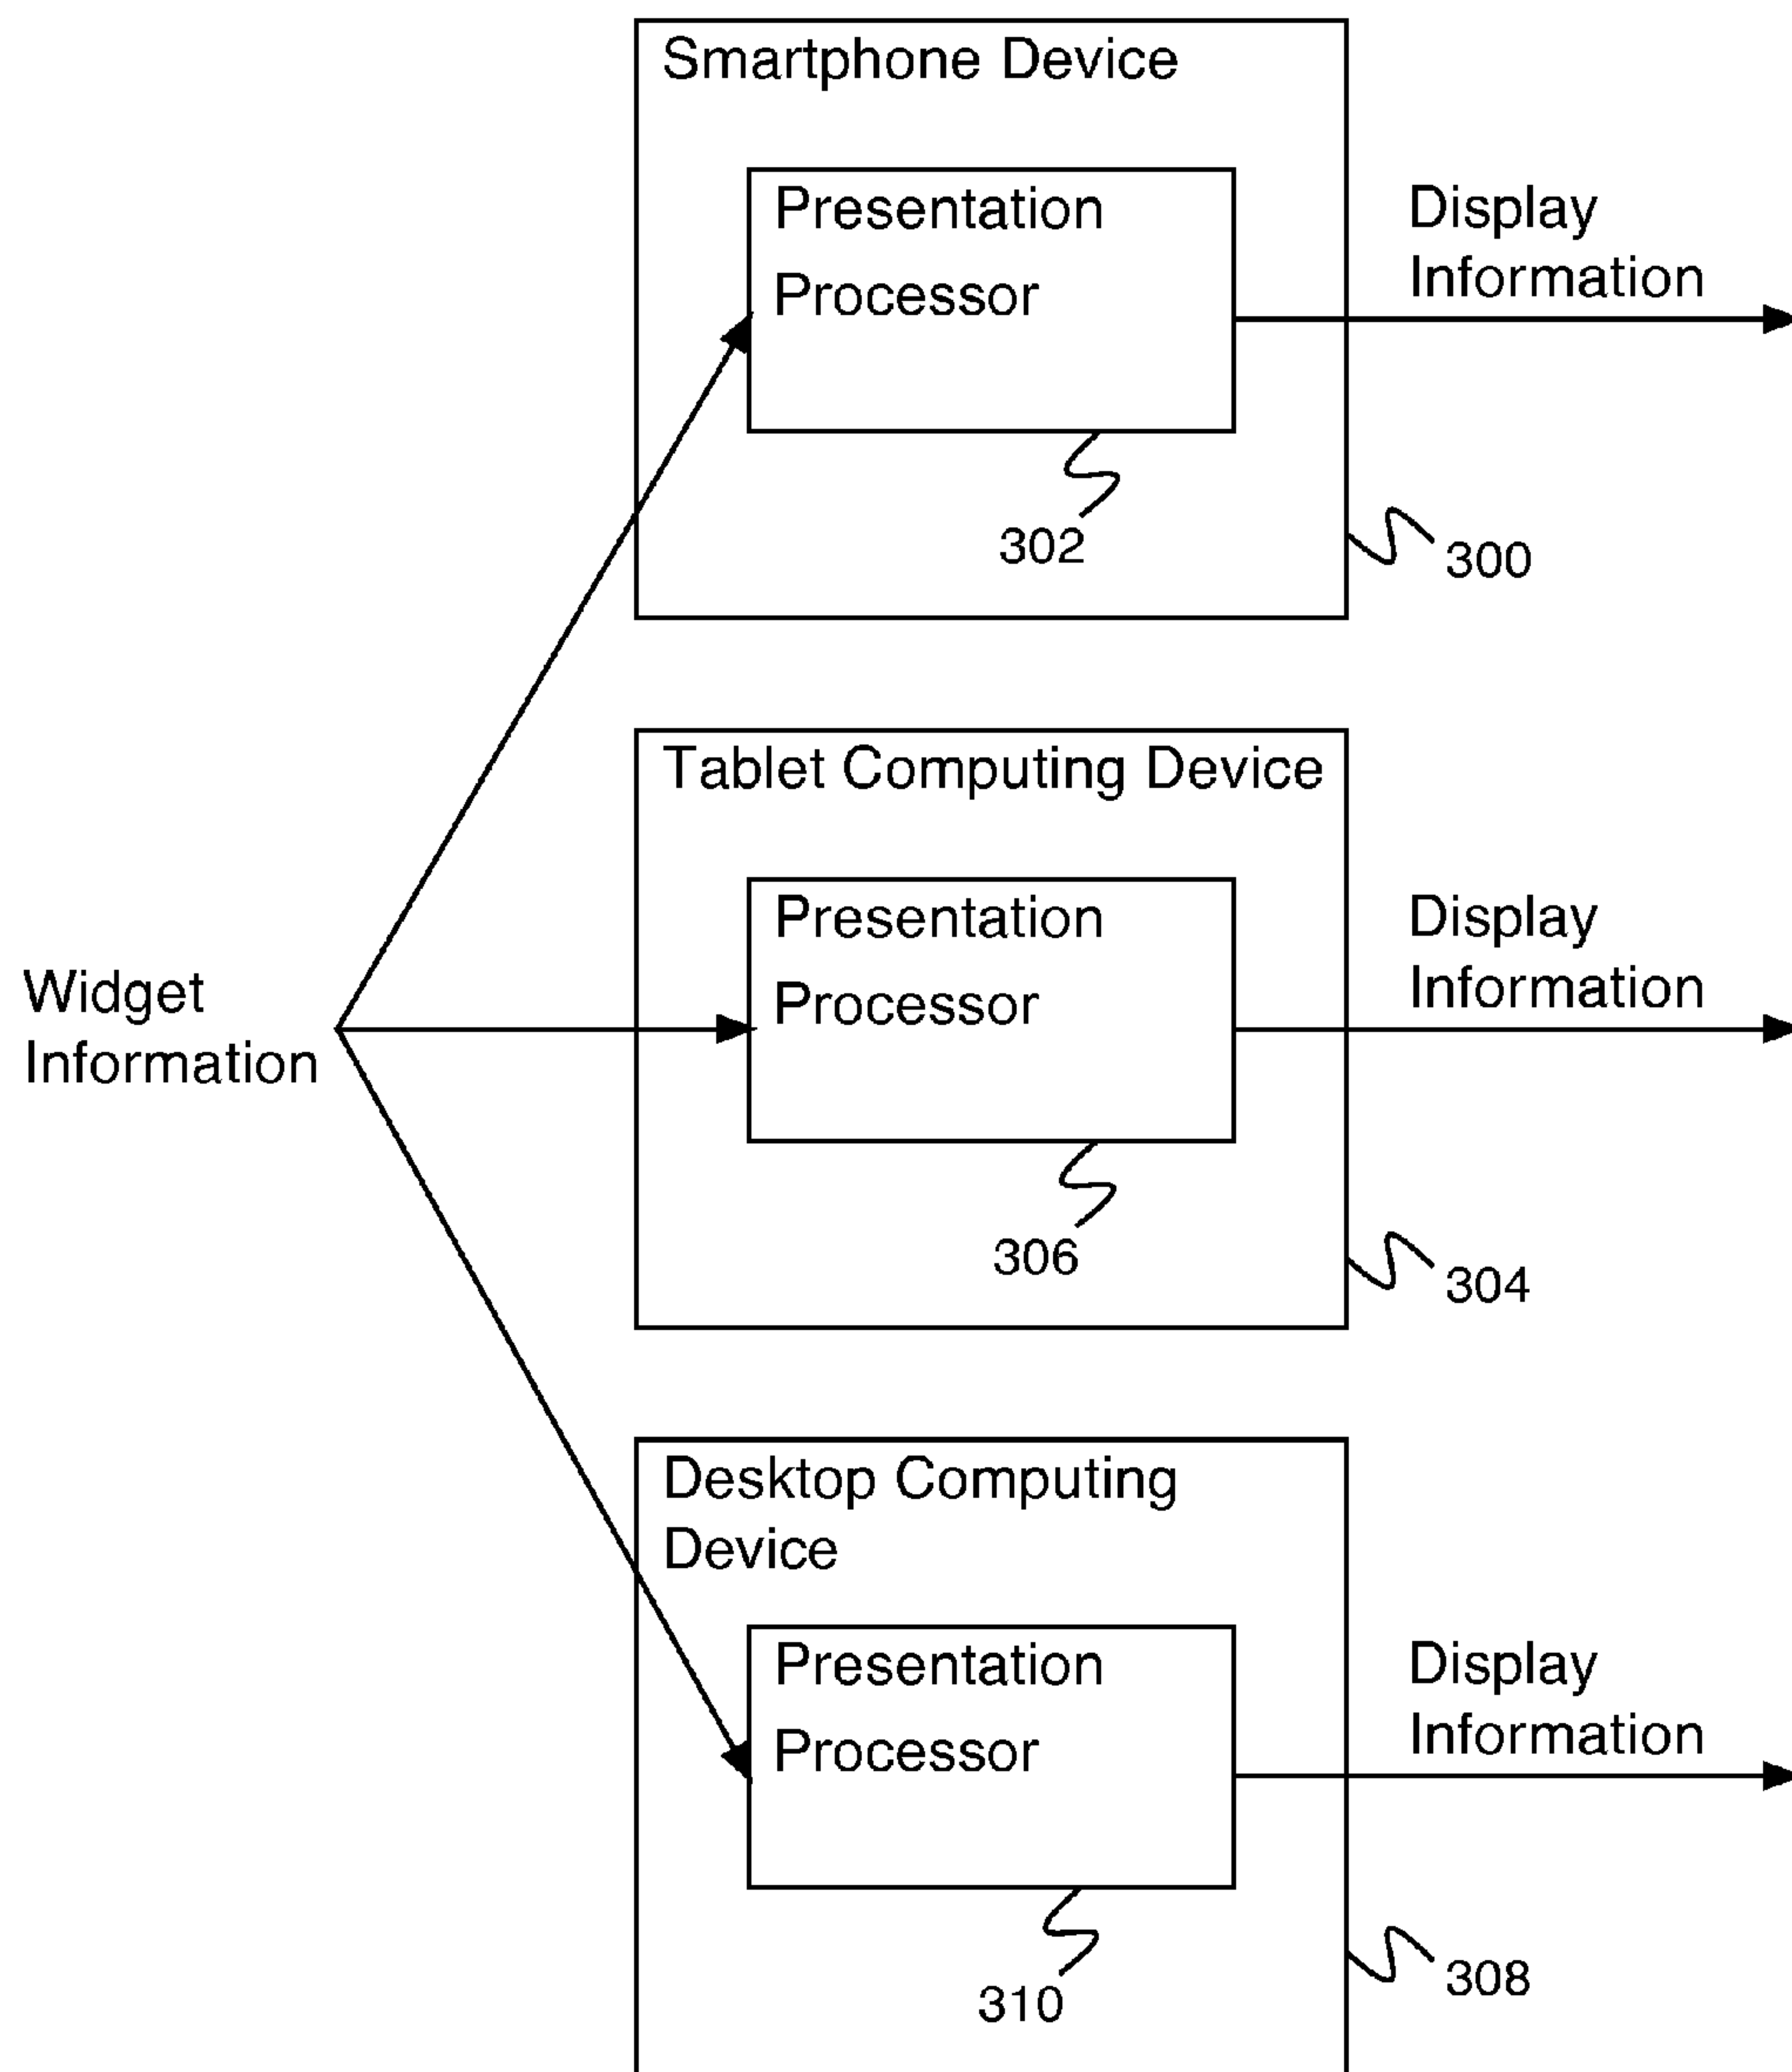 Smartphone Device
Presentation
Processor
Display
Information
302
300
Tablet Computing Device
Presentation
Processor
Display
Information
Widget
Information
306
304
Desktop Computing
Device
Presentation
Processor
Display
Information
310
308